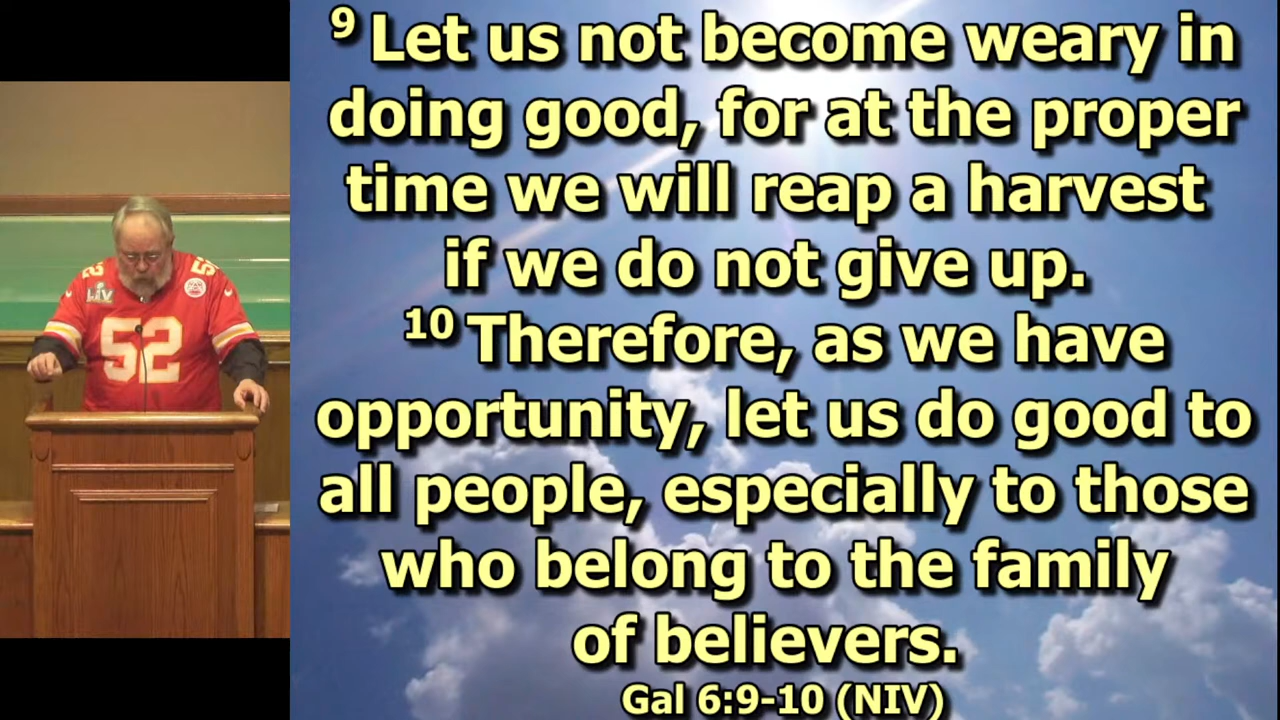 9 Let us not become weary in
doing good, for at the proper
time we will reap a harvest
if we do not give up.
10 Therefore, as we have
opportunity, let us do good to
all people, especially to those
who belong to the family
of believers.
Gal 6:9-10 (NIV)
2
52
LIV
52